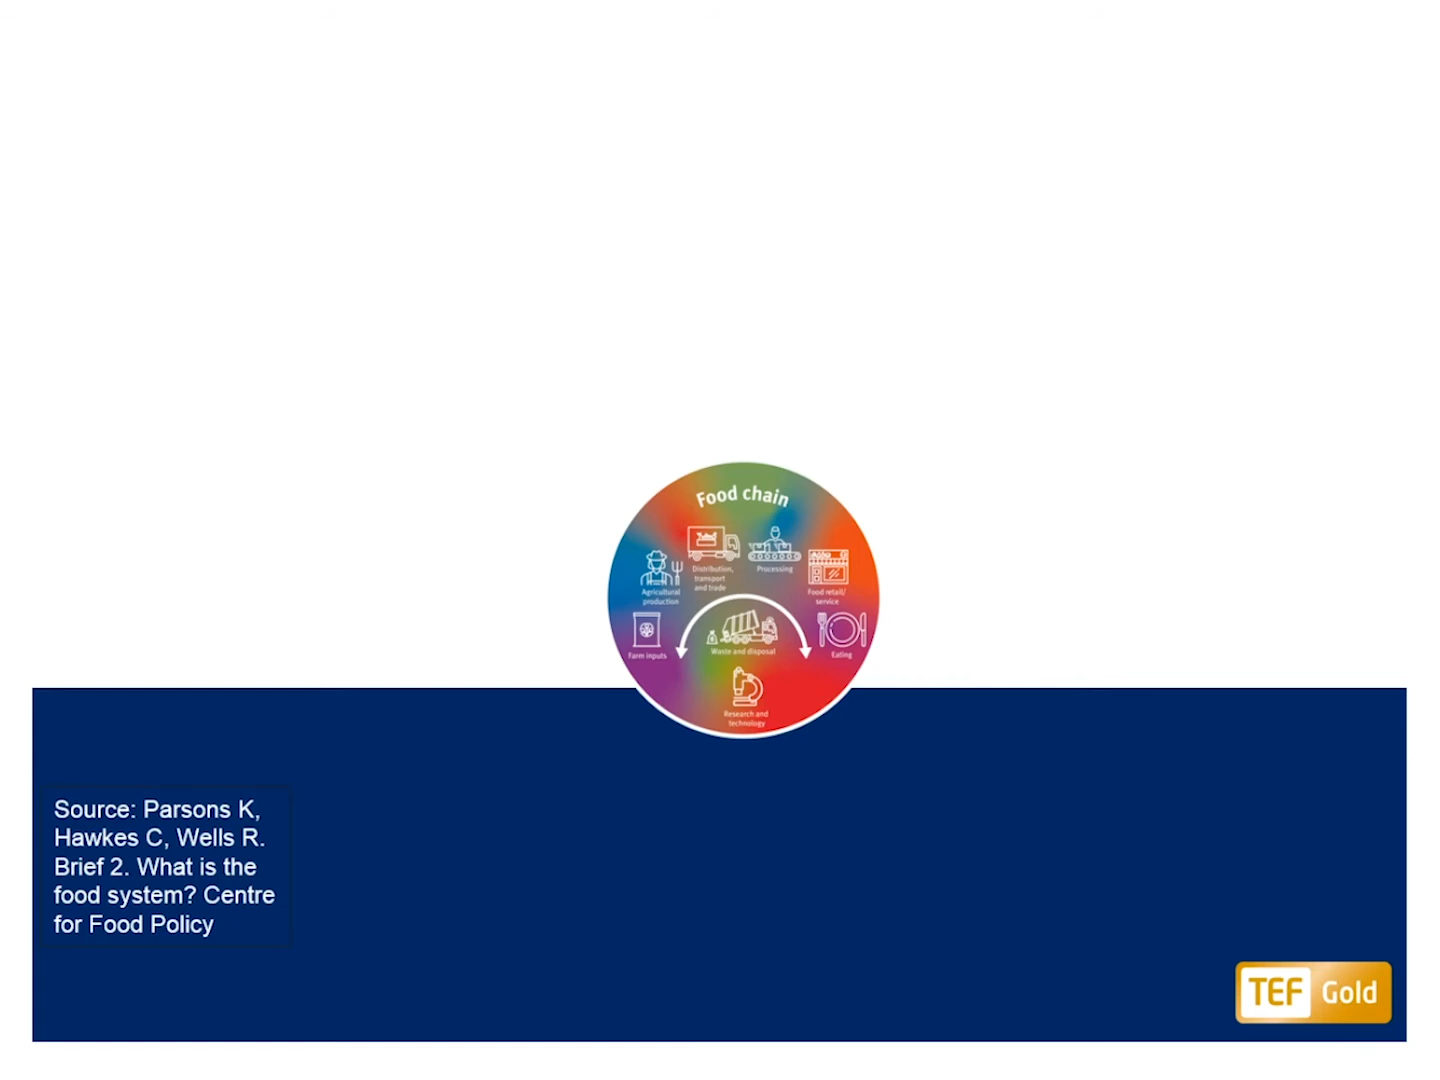 Food chain
Distribution,
transport
and trade
Processing
Agricultural
production
Food retail/
service
Farm inputs
Waste and disposal
Eating
Research and
technology
Source: Parsons K,
Hawkes C, Wells R.
Brief 2. What is the
food system? Centre
for Food Policy
TEF Gold